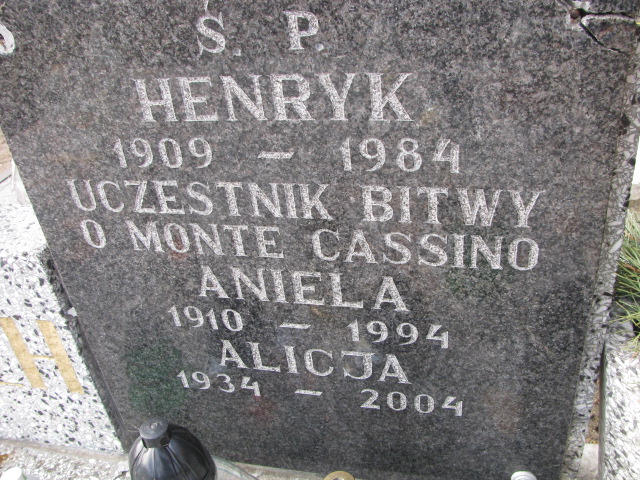 Ś. P.
HENRYK
1909 – 1984
UCZESTNIK BITWY
O MONTE CASSINO
ANIELA
1910 – 1994
ALICJA
1934 – 2004
H